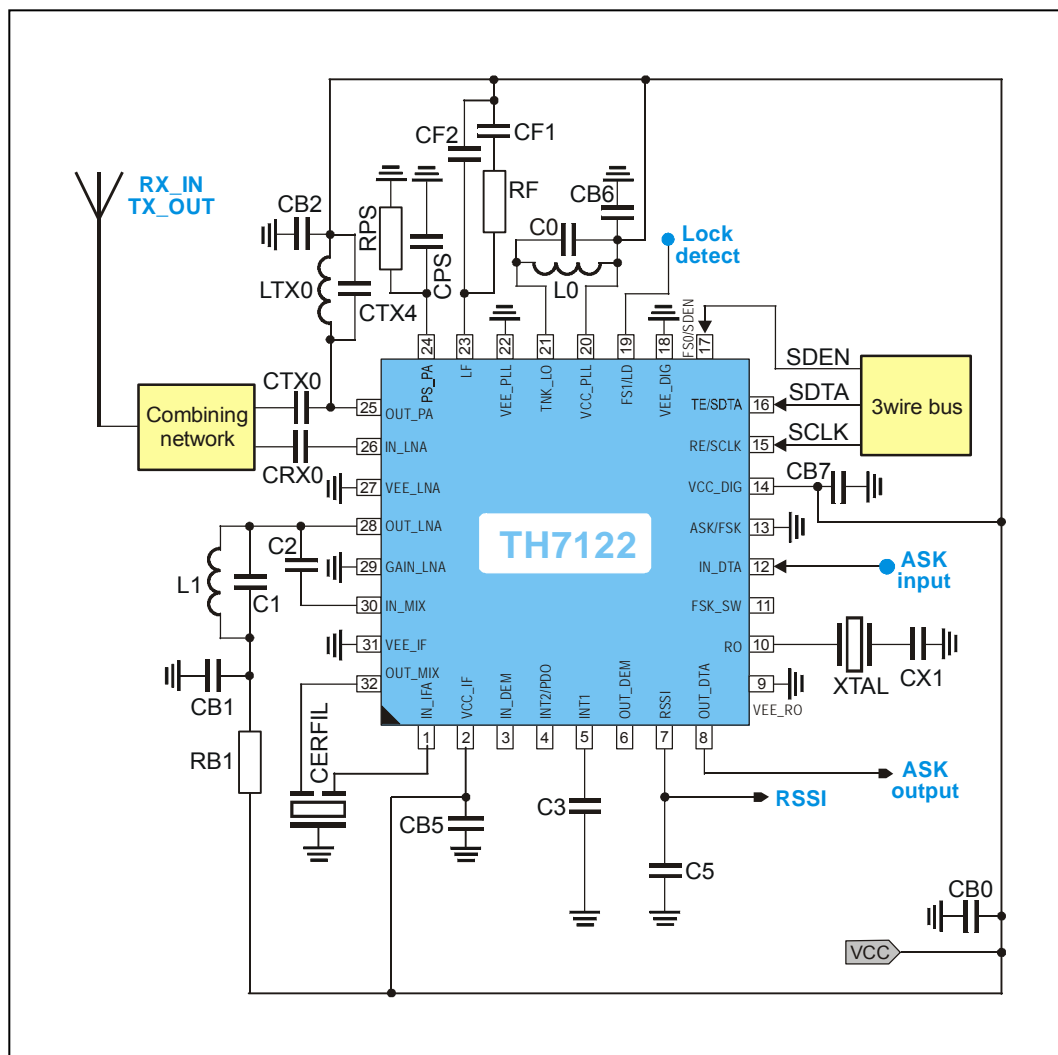 RX_IN
TX_OUT
CB2
LTX0
CTX4
RPS
CPS
CF2
CF1
RF
C0
L0
CB6
Lock
detect
24
23
22
21
20
19
18
17
PS_PA
LF
VEE_PLL
TNK_LO
VCC_PLL
FS1/LD
VEE_DIG
FS0/SDEN
SDEN
SDTA
SCLK
3wire bus
Combining
network
CTX0
CRX0
25
OUT_PA
26
IN_LNA
27
VEE_LNA
28
OUT_LNA
29
GAIN_LNA
30
IN_MIX
31
VEE_IF
32
OUT_MIX
TH7122
TE/SDTA
16
RE/SCLK
15
VCC_DIG
14
ASK/FSK
13
IN_DTA
12
FSK_SW
11
RO
10
9
VEE_RO
CB7
ASK
input
XTAL
CX1
L1
C1
C2
CB1
RB1
CERFIL
IN_IFA
VCC_IF
IN_DEM
INT2/PDO
INT1
OUT_DEM
RSSI
OUT_DTA
1
2
3
4
5
6
7
8
CB5
C3
C5
RSSI
ASK
output
CB0
VCC